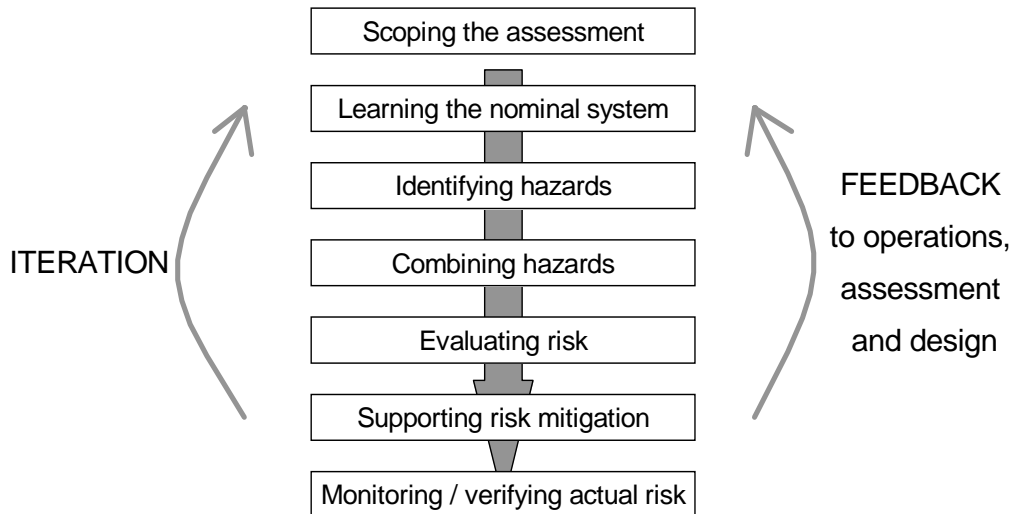 Scoping the assessment
Learning the nominal system
Identifying hazards
Combining hazards
Evaluating risk
Supporting risk mitigation
Monitoring / verifying actual risk
ITERATION
FEEDBACK
to operations,
assessment
and design